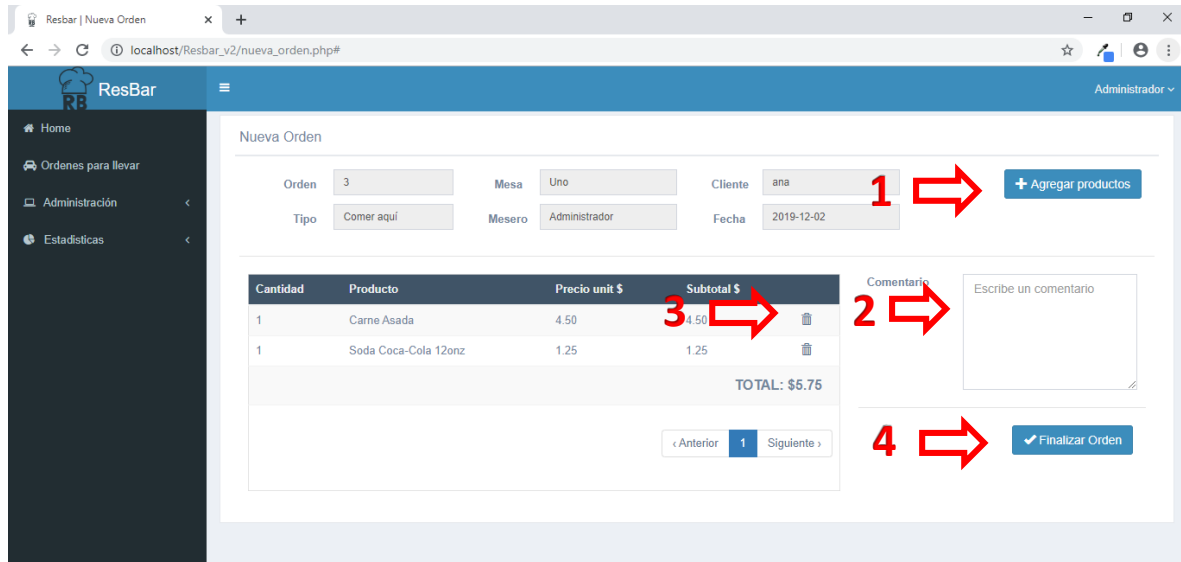 Resbar | Nueva Orden
localhost/Resbar_v2/nueva_orden.php#
RB
ResBar
Administrador
Home
Ordenes para llevar
Administración
Estadisticas
Nueva Orden
Orden 3 Mesa Uno Cliente ana 1 Agregar productos
Tipo Comer aquí Mesero Administrador Fecha 2019-12-02
Cantidad Producto Precio unit $ Subtotal $
1 Carne Asada 4.50 4.50
1 Soda Coca-Cola 12onz 1.25 1.25
TOTAL: $5.75
3
‹ Anterior 1 Siguiente ›
Comentario
Escribe un comentario
2
4 Finalizar Orden